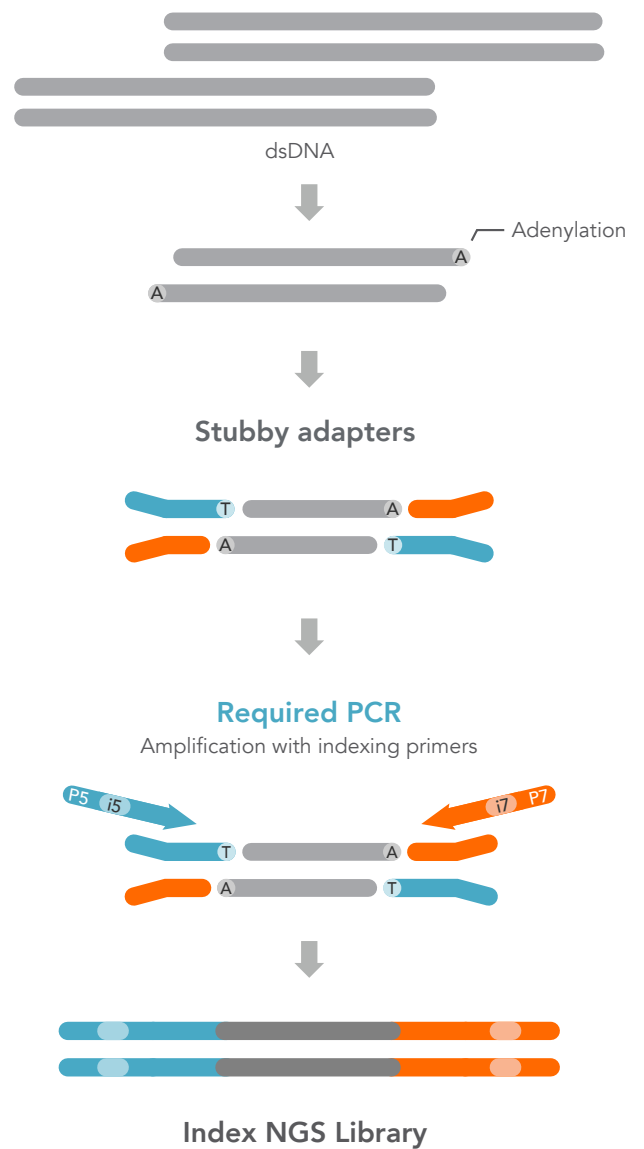 dsDNA
Adenylation
A
A
Stubby adapters
T A
A T
Required PCR
Amplification with indexing primers
P5 i5 i7 P7
T A
A T
Index NGS Library